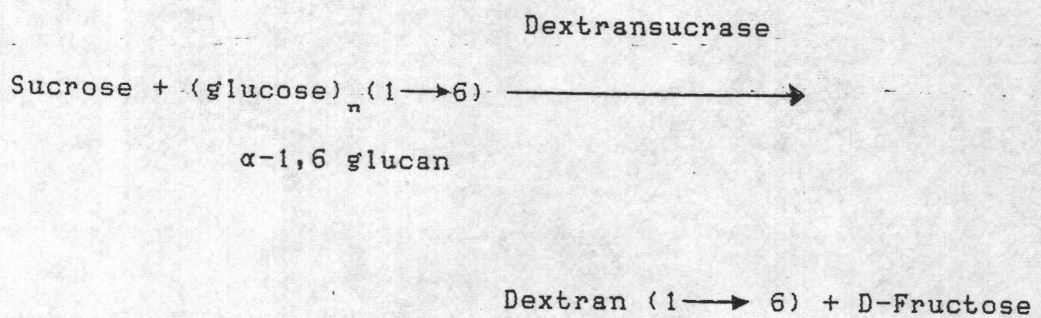 Dextransucrase
Sucrose + (glucose)n(1⟶6) ⟶
α-1,6 glucan
Dextran (1⟶ 6) + D-Fructose